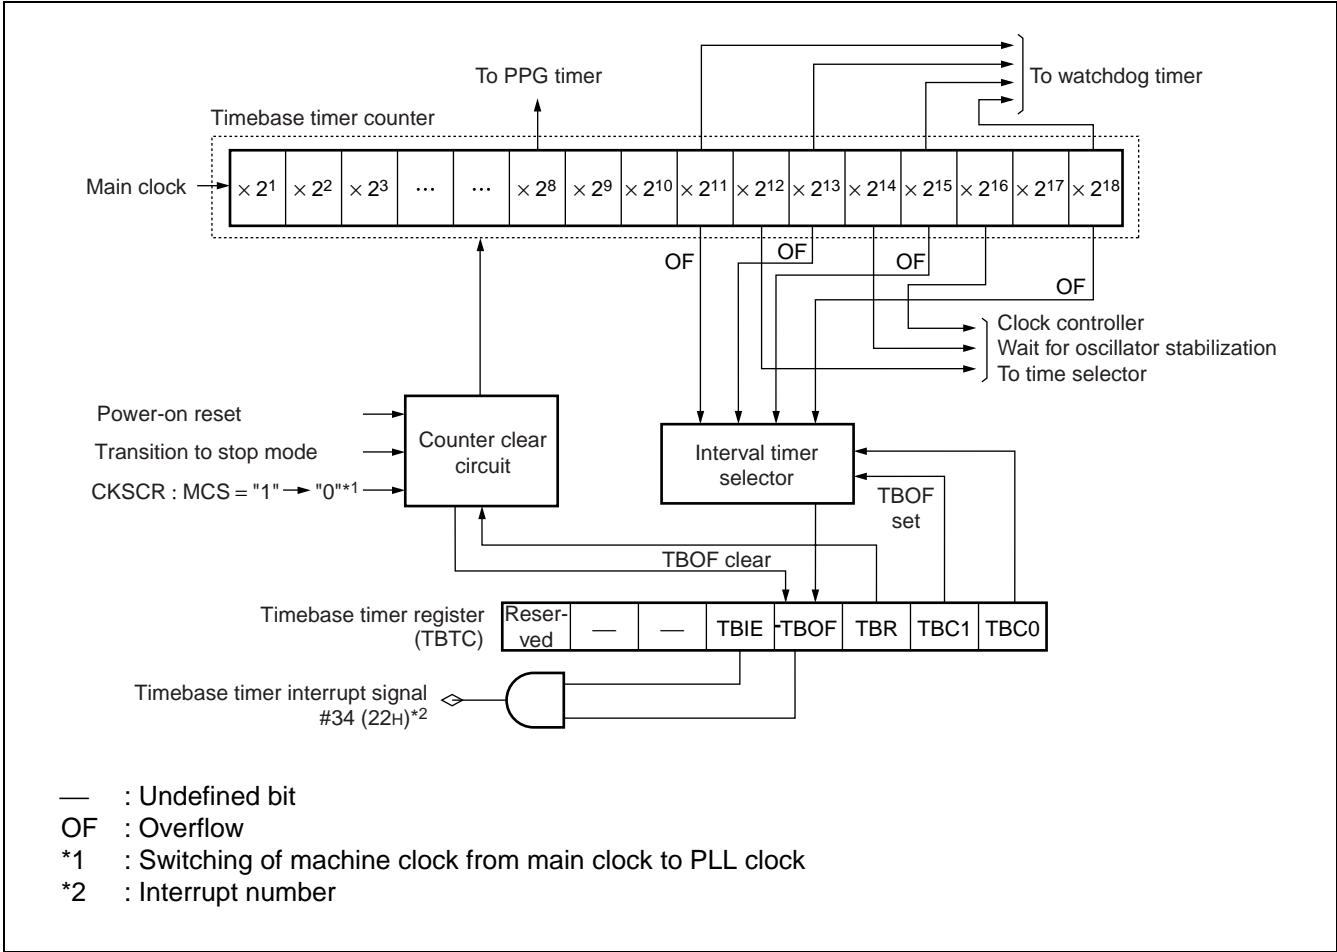 To PPG timer
To watchdog timer
Timebase timer counter
Main clock
× 2¹ × 2² × 2³ ... ... × 2⁸ × 2⁹ × 2¹⁰ × 2¹¹ × 2¹² × 2¹³ × 2¹⁴ × 2¹⁵ × 2¹⁶ × 2¹⁷ × 2¹⁸
OF
OF
OF
OF
Clock controller
Wait for oscillator stabilization
To time selector
Power-on reset
Transition to stop mode
CKSCR : MCS = "1" → "0"*1
Counter clear
circuit
Interval timer
selector
TBOF
set
TBOF clear
Timebase timer register
(TBTC)
Reser-
ved
— — TBIE TBOF TBR TBC1 TBC0
Timebase timer interrupt signal
#34 (22H)*2
— : Undefined bit
OF : Overflow
*1 : Switching of machine clock from main clock to PLL clock
*2 : Interrupt number